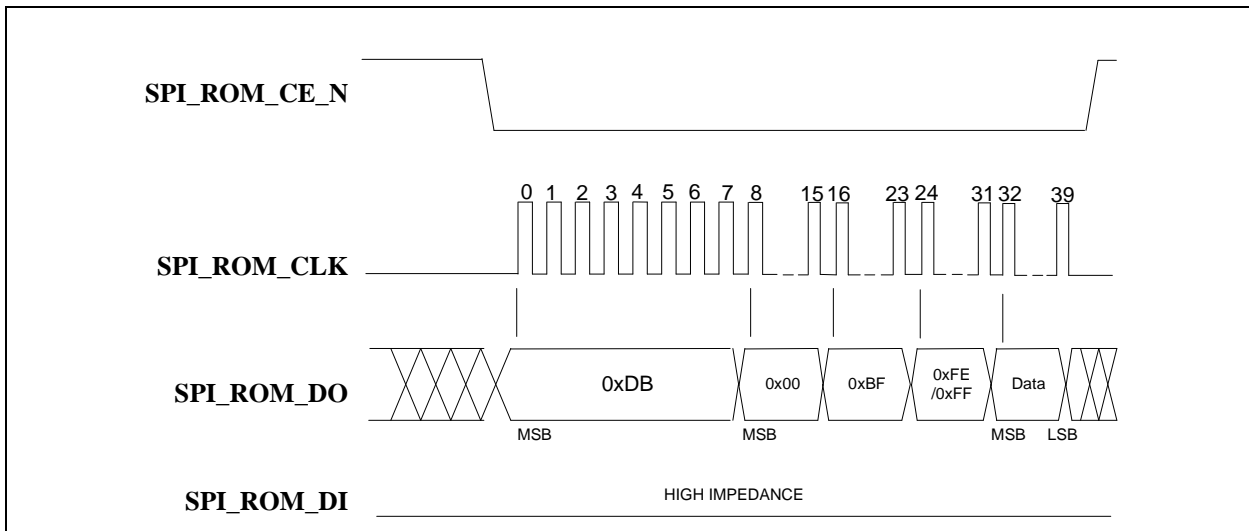 SPI_ROM_CE_N
0 1 2 3 4 5 6 7 8 15 16 23 24 31 32 39
SPI_ROM_CLK
SPI_ROM_DO
0xDB 0x00 0xBF 0xFE /0xFF Data
MSB MSB MSB LSB
SPI_ROM_DI
HIGH IMPEDANCE